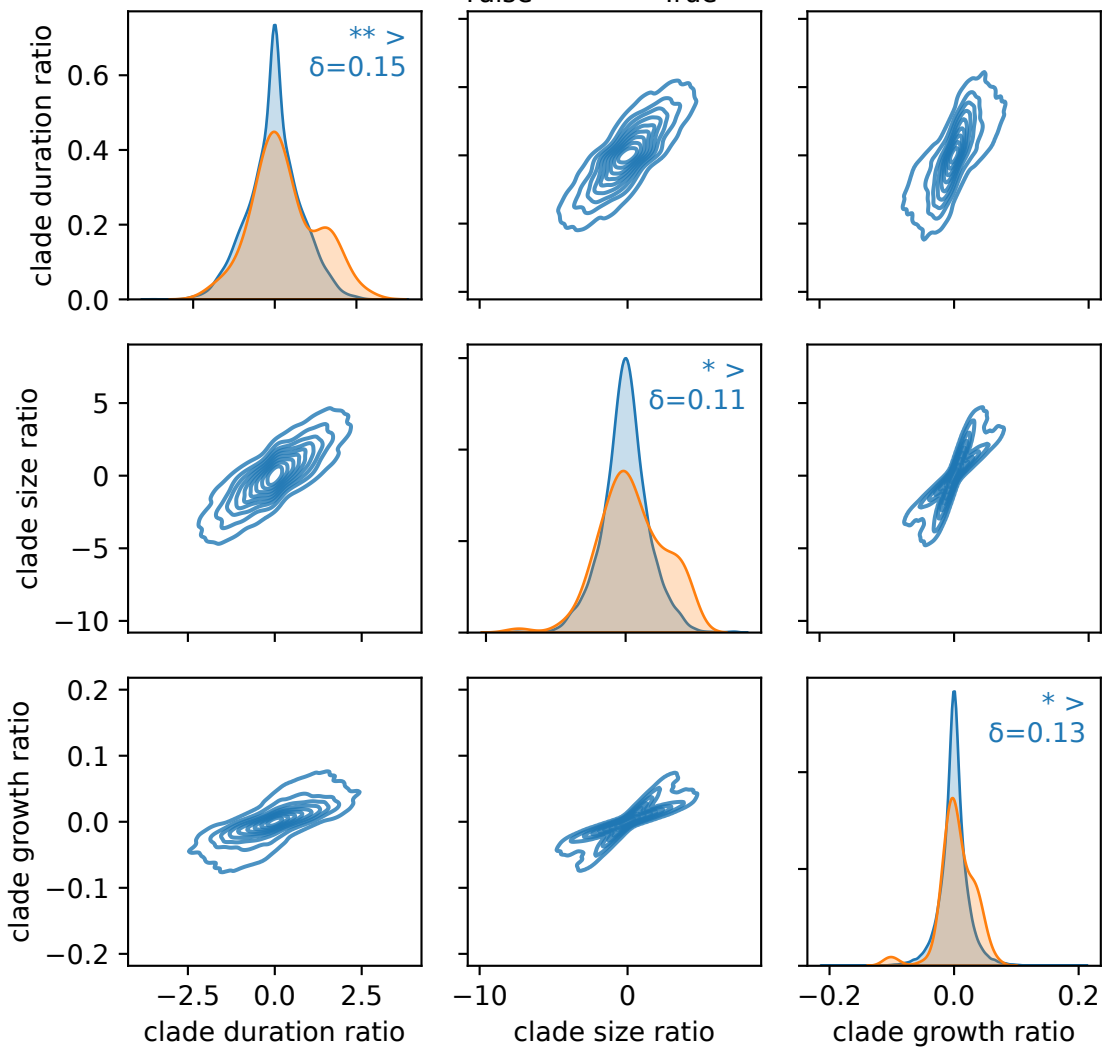 False True
clade duration ratio
0.6
0.4
0.2
0.0
** >
δ=0.15
clade size ratio
5
0
−5
−10
* >
δ=0.11
clade growth ratio
0.2
0.1
0.0
−0.1
−0.2
* >
δ=0.13
−2.5 0.0 2.5
−10 0
−0.2 0.0 0.2
clade duration ratio
clade size ratio
clade growth ratio